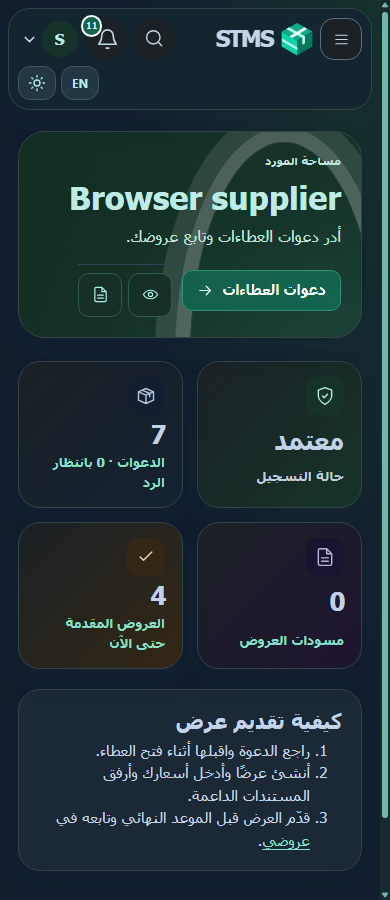 STMS
11
S
EN
مساحة المورد
Browser supplier
أدر دعوات العطاءات وتابع عروضك.
دعوات العطاءات
معتمد
حالة التسجيل
7
الدعوات · 0 بانتظار
الرد
0
مسودات العروض
4
العروض المقدمة
حتى الآن
كيفية تقديم عرض
1. راجع الدعوة واقبلها أثناء فتح العطاء.
2. أنشئ عرضًا وأدخل أسعارك وأرفق
المستندات الداعمة.
3. قدّم العرض قبل الموعد النهائي وتابعه في
عروضي.